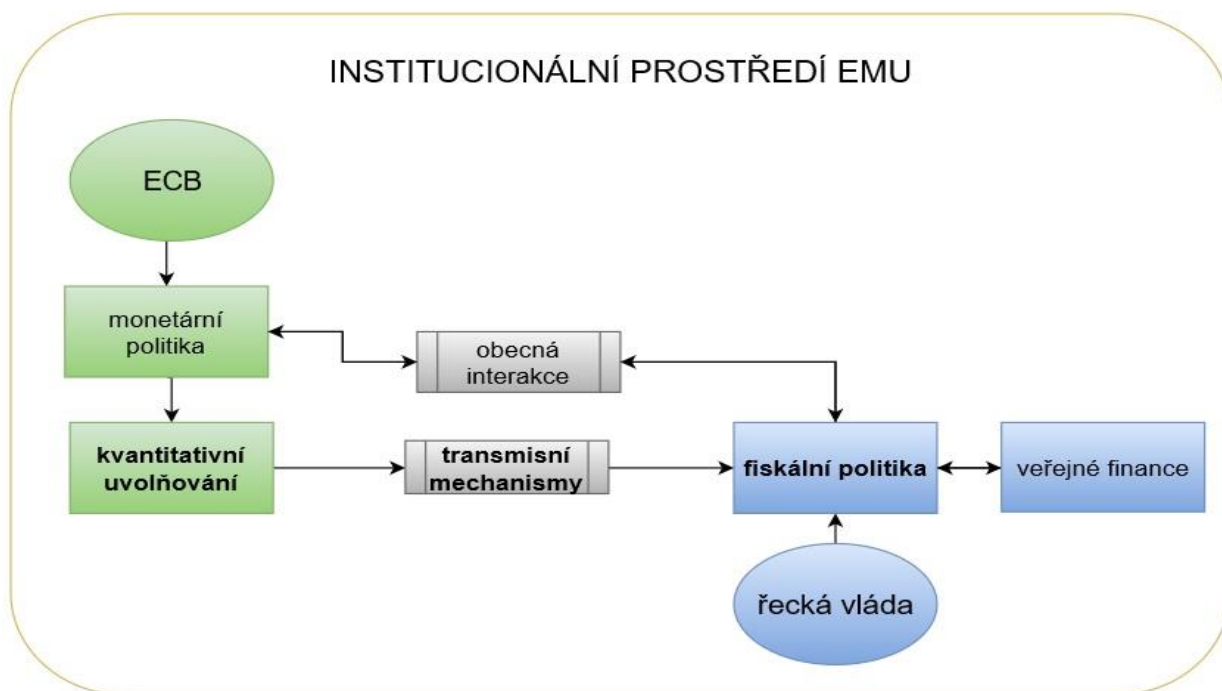 INSTITUCIONÁLNÍ PROSTŘEDÍ EMU
ECB
monetární
politika
obecná
interakce
kvantitativní
uvolňování
transmisní
mechanismy
fiskální politika
veřejné finance
řecká vláda